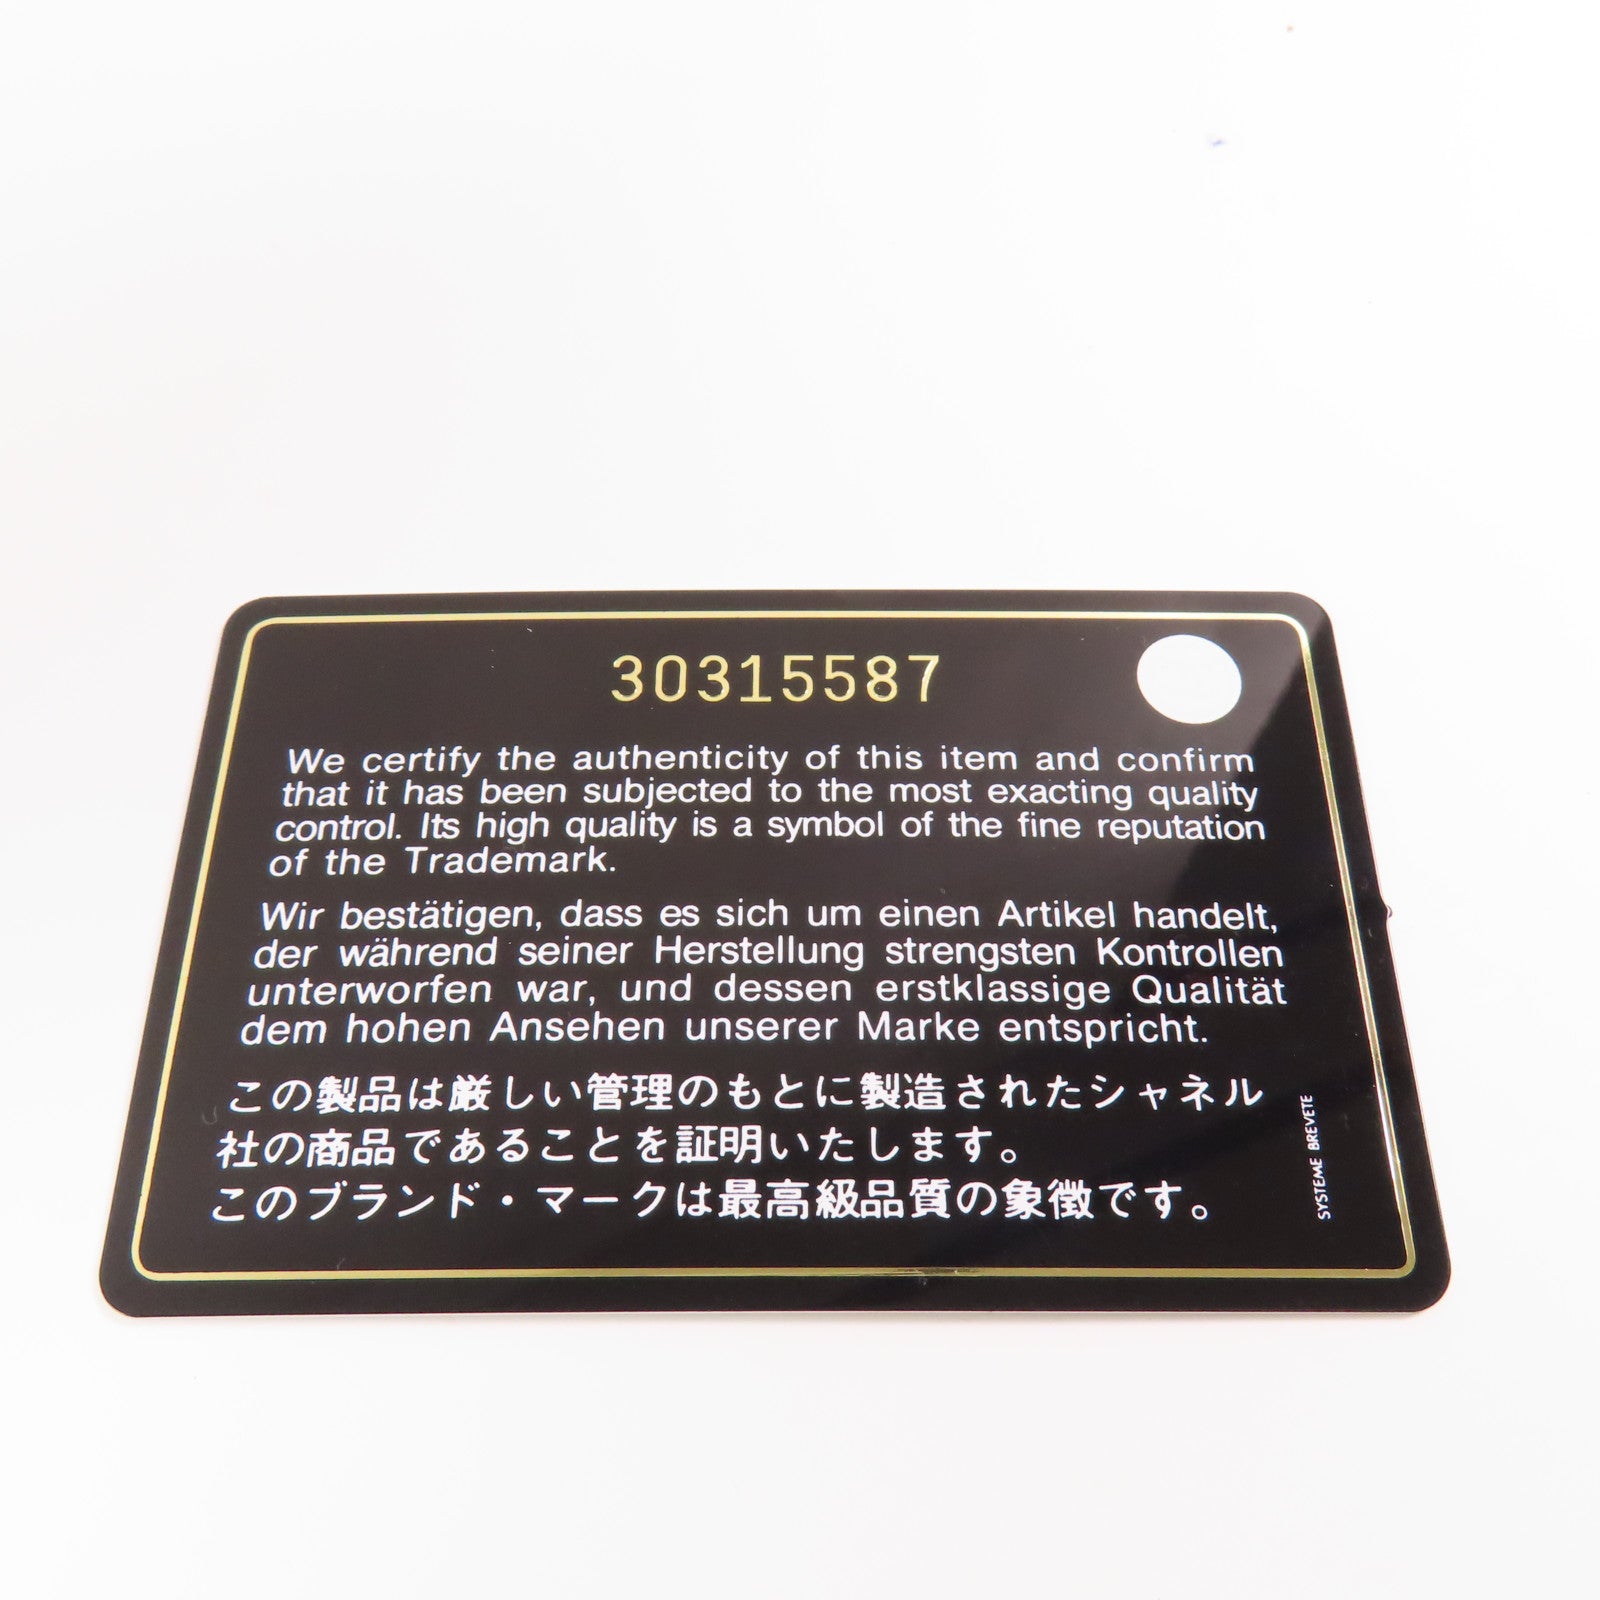 30315587
We certify the authenticity of this item and confirm
that it has been subjected to the most exacting quality
control. Its high quality is a symbol of the fine reputation
of the Trademark.
Wir bestätigen, dass es sich um einen Artikel handelt,
der während seiner Herstellung strengsten Kontrollen
unterworfen war, und dessen erstklassige Qualität
dem hohen Ansehen unserer Marke entspricht.
この製品は厳しい管理のもとに製造されたシャネル
社の商品であることを証明いたします。
このブランド・マークは最高級品質の象徴です。
SYSTEME BREVETE